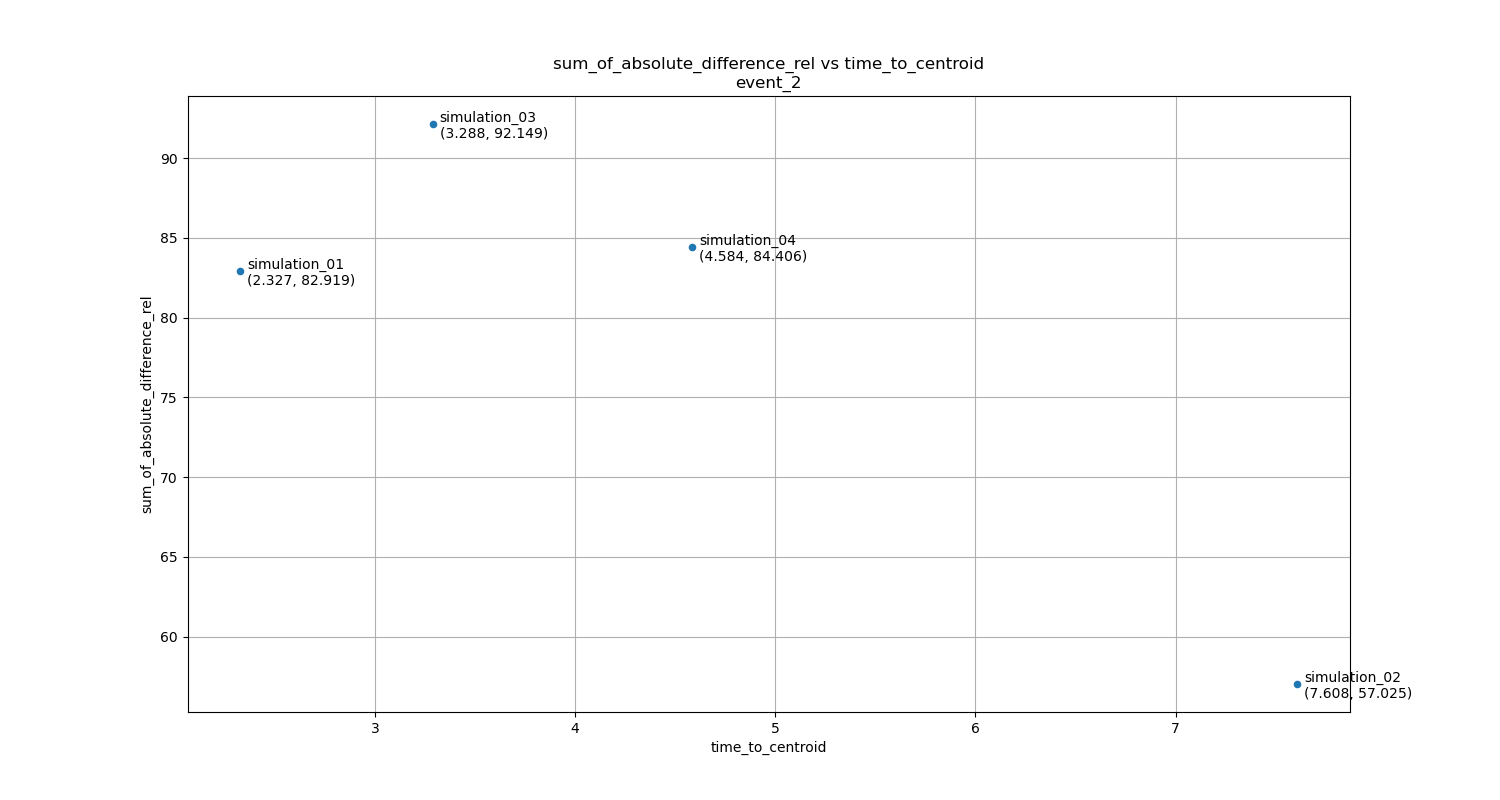 sum_of_absolute_difference_rel vs time_to_centroid
event_2
simulation_03
(3.288, 92.149)
90
85
simulation_04
(4.584, 84.406)
simulation_01
(2.327, 82.919)
80
75
70
65
60
sum_of_absolute_difference_rel
simulation_02
(7.608, 57.025)
3
4
5
6
7
time_to_centroid